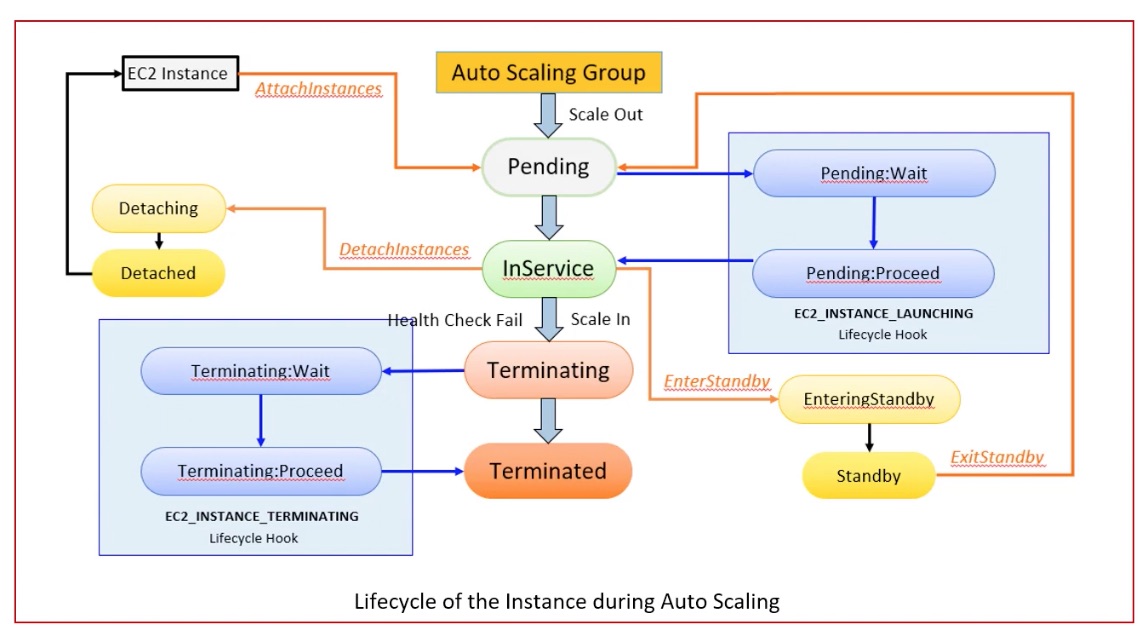 EC2 Instance
AttachInstances
Auto Scaling Group
Scale Out
Pending
Pending:Wait
Detaching
DetachInstances
InService
Detached
Pending:Proceed
EC2_INSTANCE_LAUNCHING
Lifecycle Hook
Health Check Fail
Scale In
Terminating:Wait
Terminating
EnterStandby
EnteringStandby
Terminating:Proceed
Terminated
Standby
ExitStandby
EC2_INSTANCE_TERMINATING
Lifecycle Hook
Lifecycle of the Instance during Auto Scaling